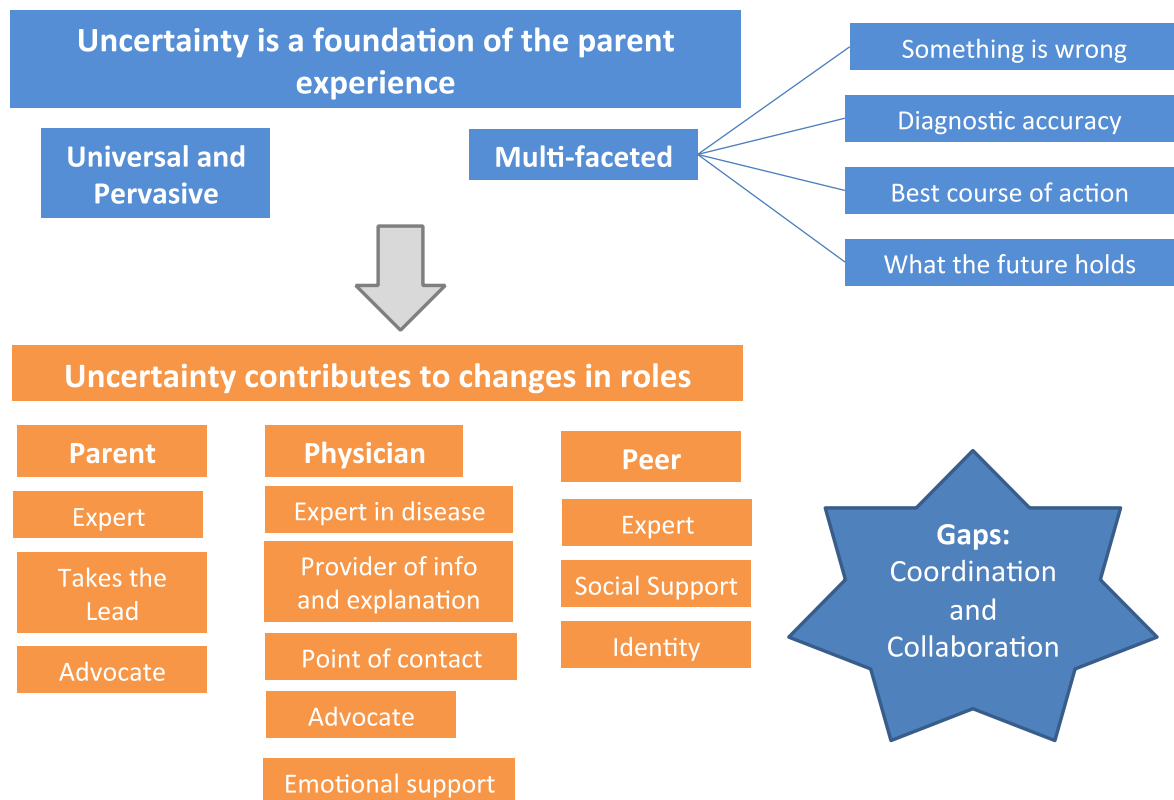 Uncertainty is a foundation of the parent
experience
Universal and
Pervasive
Multi-faceted
Something is wrong
Diagnostic accuracy
Best course of action
What the future holds
Uncertainty contributes to changes in roles
Parent
Expert
Takes the
Lead
Advocate
Physician
Expert in disease
Provider of info
and explanation
Point of contact
Advocate
Emotional support
Peer
Expert
Social Support
Identity
Gaps:
Coordination
and
Collaboration